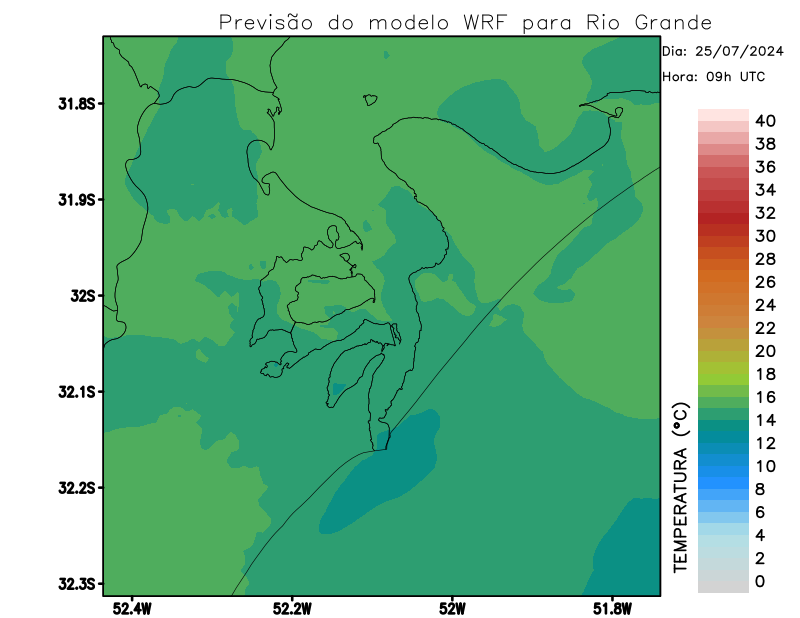 Previsão do modelo WRF para Rio Grande
Dia: 25/07/2024
Hora: 09h UTC
31.8S
31.9S
32S
32.1S
32.2S
32.3S
52.4W
52.2W
52W
51.8W
TEMPERATURA (°C)
40
38
36
34
32
30
28
26
24
22
20
18
16
14
12
10
8
6
4
2
0